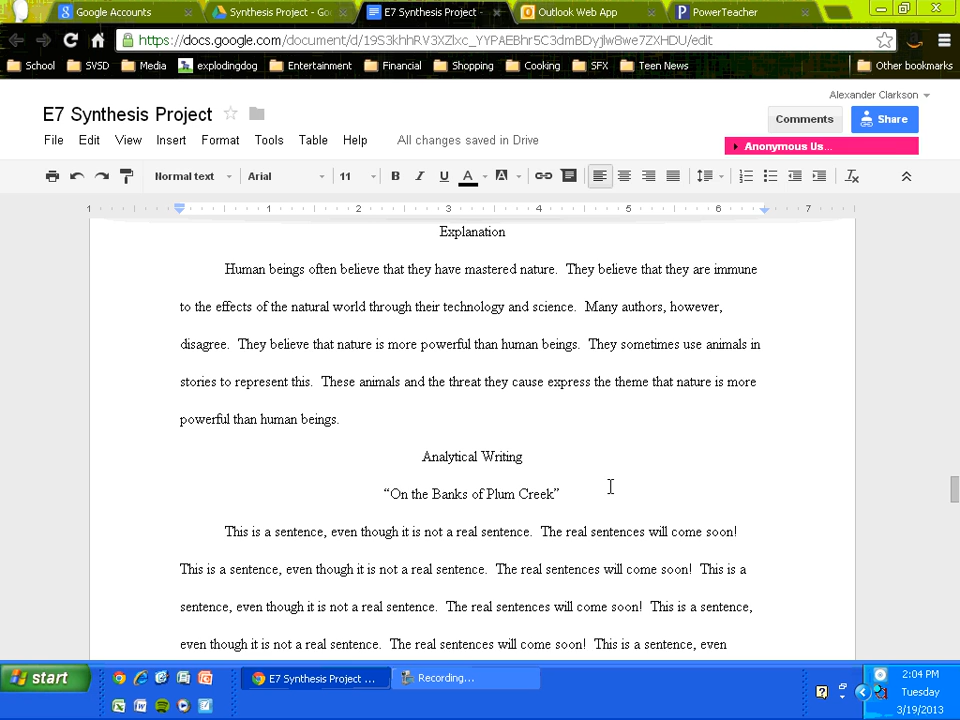 Google Accounts
Synthesis Project - Goo
E7 Synthesis Project -
Outlook Web App
PowerTeacher
https://docs.google.com/document/d/19S3khhRV3XZlxc_YYPAEBhr5C3dmBDyjlw8we7ZXHDU/edit
School SVSD Media explodingdog Entertainment Financial Shopping Cooking SFX Teen News Other bookmarks
Alexander Clarkson
E7 Synthesis Project
Comments Share
File Edit View Insert Format Tools Table Help All changes saved in Drive
Anonymous Us...
Normal text Arial 11 B I U A A
1 1 2 3 4 5 6 7
Explanation
Human beings often believe that they have mastered nature.  They believe that they are immune
to the effects of the natural world through their technology and science.  Many authors, however,
disagree.  They believe that nature is more powerful than human beings.  They sometimes use animals in
stories to represent this.  These animals and the threat they cause express the theme that nature is more
powerful than human beings.
Analytical Writing
“On the Banks of Plum Creek”
This is a sentence, even though it is not a real sentence.  The real sentences will come soon!
This is a sentence, even though it is not a real sentence.  The real sentences will come soon!  This is a
sentence, even though it is not a real sentence.  The real sentences will come soon!  This is a sentence,
even though it is not a real sentence.  The real sentences will come soon!  This is a sentence, even
start
E7 Synthesis Project ...
Recording...
2:04 PM
Tuesday
3/19/2013